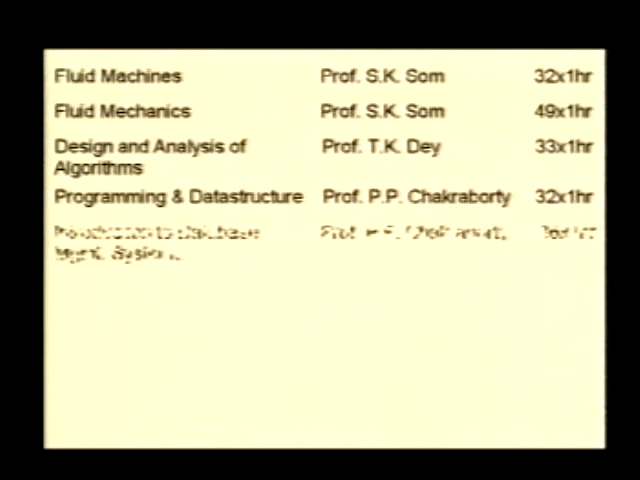 Fluid Machines Prof. S.K. Som 32x1hr
Fluid Mechanics Prof. S.K. Som 49x1hr
Design and Analysis of Prof. T.K. Dey 33x1hr
Algorithms
Programming & Datastructure Prof. P.P. Chakraborty 32x1hr